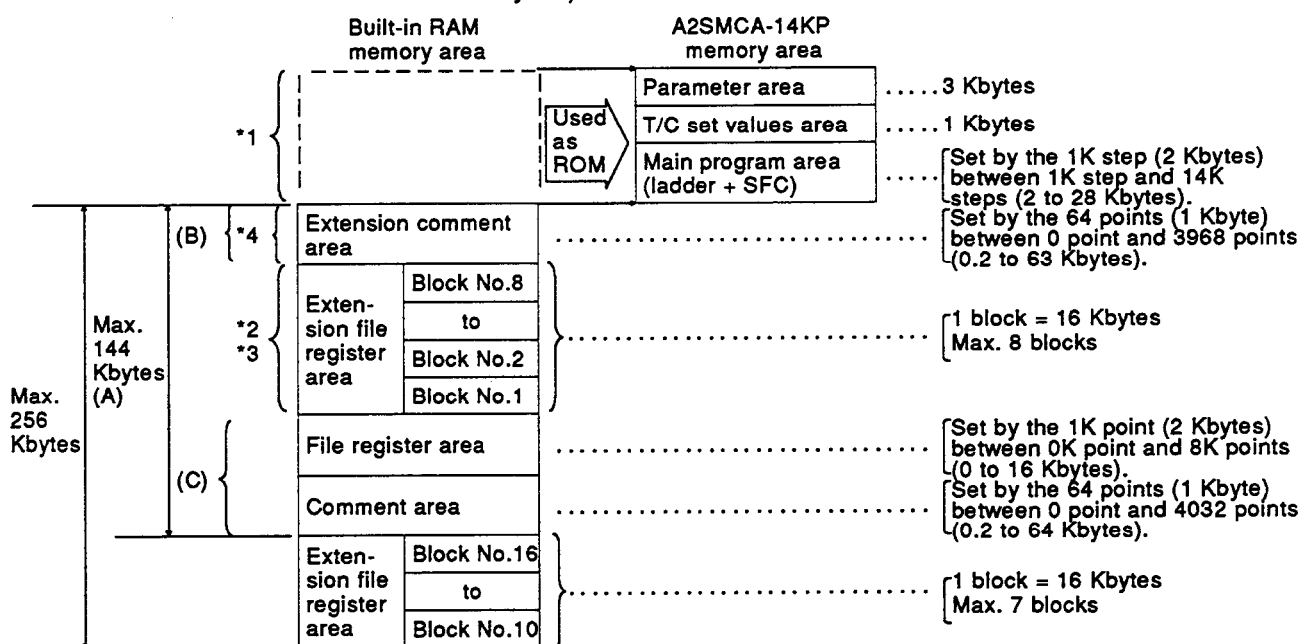 Built-in RAM
memory area
A2SMCA-14KP
memory area
Parameter area
.....3 Kbytes
T/C set values area
.....1 Kbytes
*1
Used
as
ROM
Main program area
(ladder + SFC)
Set by the 1K step (2 Kbytes)
between 1K step and 14K
steps (2 to 28 Kbytes).
(B)
*4
Extension comment
area
Set by the 64 points (1 Kbyte)
between 0 point and 3968 points
(0.2 to 63 Kbytes).
Max.
256
Kbytes
Max.
144
Kbytes
(A)
*2
*3
Exten-
sion file
register
area
Block No.8
to
Block No.2
Block No.1
1 block = 16 Kbytes
Max. 8 blocks
(C)
File register area
Set by the 1K point (2 Kbytes)
between 0K point and 8K points
(0 to 16 Kbytes).
Comment area
Set by the 64 points (1 Kbyte)
between 0 point and 4032 points
(0.2 to 64 Kbytes).
Exten-
sion file
register
area
Block No.16
to
Block No.10
1 block = 16 Kbytes
Max. 7 blocks